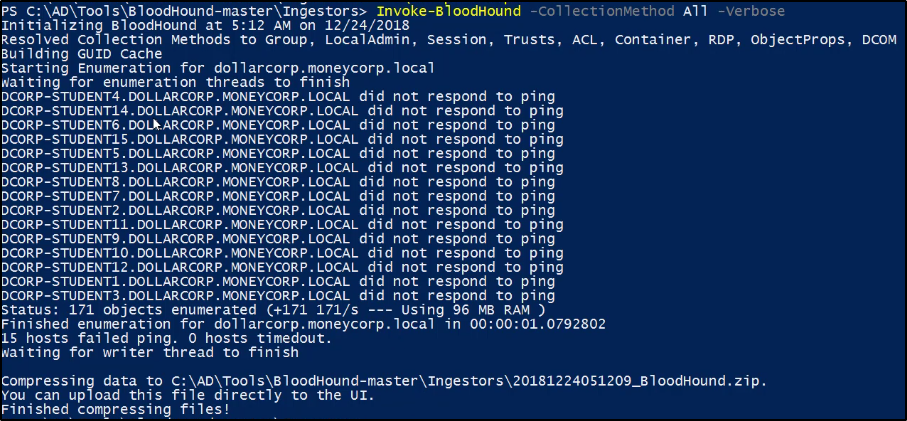 PS C:\AD\Tools\BloodHound-master\Ingestors> Invoke-BloodHound -CollectionMethod All -Verbose
Initializing BloodHound at 5:12 AM on 12/24/2018
Resolved Collection Methods to Group, LocalAdmin, Session, Trusts, ACL, Container, RDP, ObjectProps, DCOM
Building GUID Cache
Starting Enumeration for dollarcorp.moneycorp.local
Waiting for enumeration threads to finish
DCORP-STUDENT4.DOLLARCORP.MONEYCORP.LOCAL did not respond to ping
DCORP-STUDENT14.DOLLARCORP.MONEYCORP.LOCAL did not respond to ping
DCORP-STUDENT6.DOLLARCORP.MONEYCORP.LOCAL did not respond to ping
DCORP-STUDENT15.DOLLARCORP.MONEYCORP.LOCAL did not respond to ping
DCORP-STUDENT5.DOLLARCORP.MONEYCORP.LOCAL did not respond to ping
DCORP-STUDENT13.DOLLARCORP.MONEYCORP.LOCAL did not respond to ping
DCORP-STUDENT8.DOLLARCORP.MONEYCORP.LOCAL did not respond to ping
DCORP-STUDENT7.DOLLARCORP.MONEYCORP.LOCAL did not respond to ping
DCORP-STUDENT2.DOLLARCORP.MONEYCORP.LOCAL did not respond to ping
DCORP-STUDENT11.DOLLARCORP.MONEYCORP.LOCAL did not respond to ping
DCORP-STUDENT9.DOLLARCORP.MONEYCORP.LOCAL did not respond to ping
DCORP-STUDENT10.DOLLARCORP.MONEYCORP.LOCAL did not respond to ping
DCORP-STUDENT12.DOLLARCORP.MONEYCORP.LOCAL did not respond to ping
DCORP-STUDENT1.DOLLARCORP.MONEYCORP.LOCAL did not respond to ping
DCORP-STUDENT3.DOLLARCORP.MONEYCORP.LOCAL did not respond to ping
Status: 171 objects enumerated (+171 171/s --- Using 96 MB RAM )
Finished enumeration for dollarcorp.moneycorp.local in 00:00:01.0792802
15 hosts failed ping. 0 hosts timedout.
Waiting for writer thread to finish
Compressing data to C:\AD\Tools\BloodHound-master\Ingestors\20181224051209_BloodHound.zip.
You can upload this file directly to the UI.
Finished compressing files!